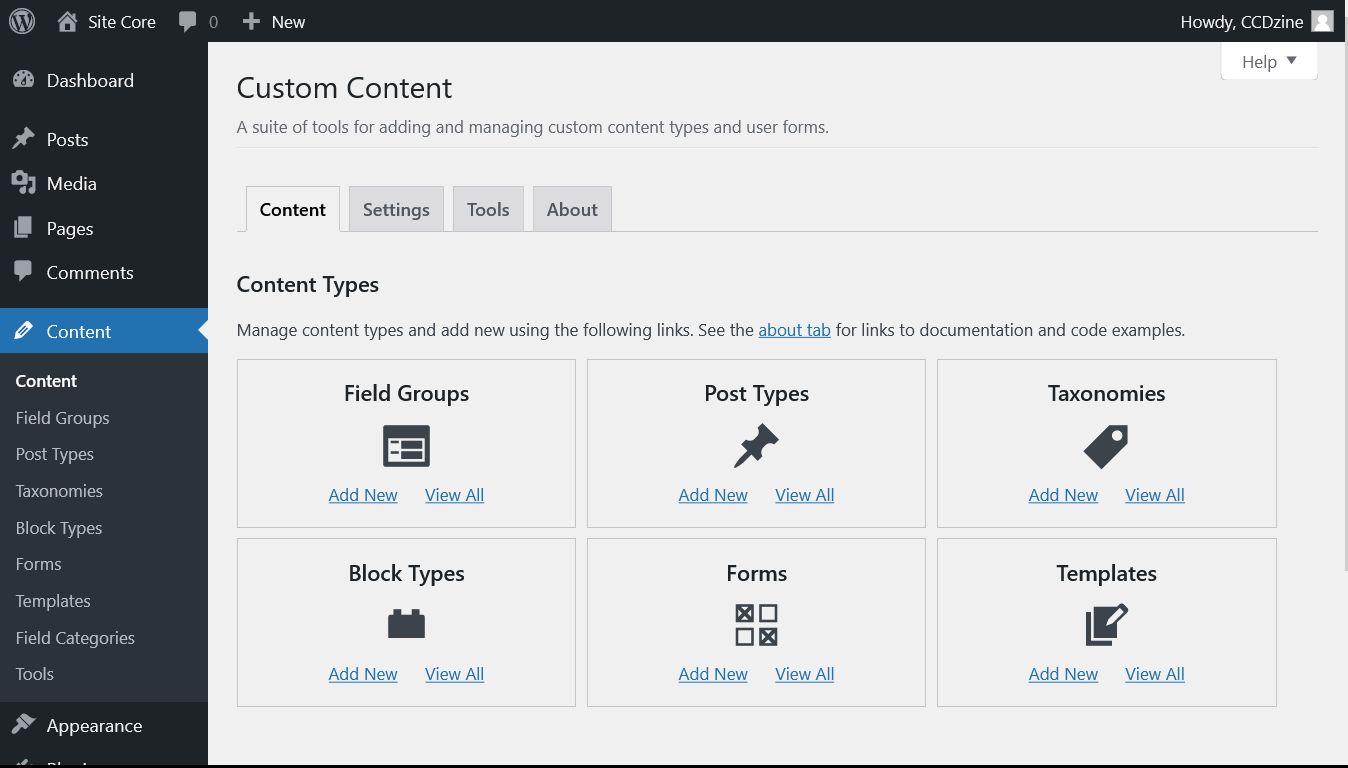 Site Core 0 New Howdy, CCDzine
Help
Dashboard
Posts
Media
Pages
Comments
Content
Content
Field Groups
Post Types
Taxonomies
Block Types
Forms
Templates
Field Categories
Tools
Appearance
Custom Content
A suite of tools for adding and managing custom content types and user forms.
Content Settings Tools About
Content Types
Manage content types and add new using the following links. See the about tab for links to documentation and code examples.
Field Groups
Add New View All
Post Types
Add New View All
Taxonomies
Add New View All
Block Types
Add New View All
Forms
Add New View All
Templates
Add New View All